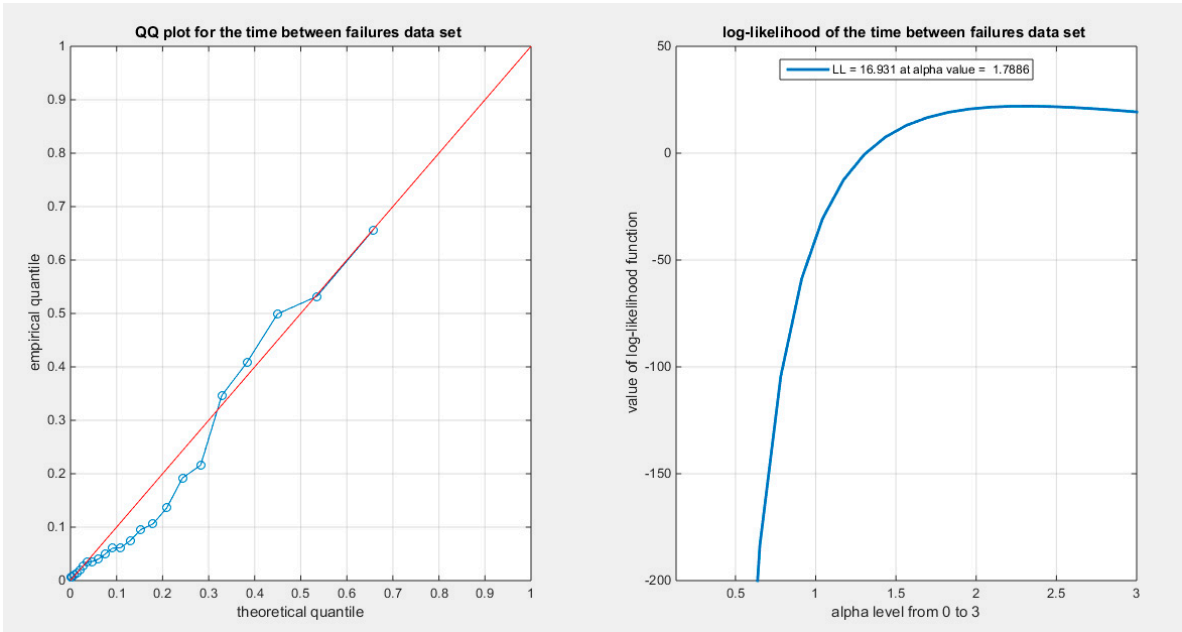 QQ plot for the time between failures data set
1
0.9
0.8
0.7
0.6
0.5
0.4
0.3
0.2
0.1
0
empirical quantile
0 0.1 0.2 0.3 0.4 0.5 0.6 0.7 0.8 0.9 1
theoretical quantile
log-likelihood of the time between failures data set
LL = 16.931 at alpha value = 1.7886
50
0
-50
-100
-150
-200
value of log-likelihood function
0.5 1 1.5 2 2.5 3
alpha level from 0 to 3